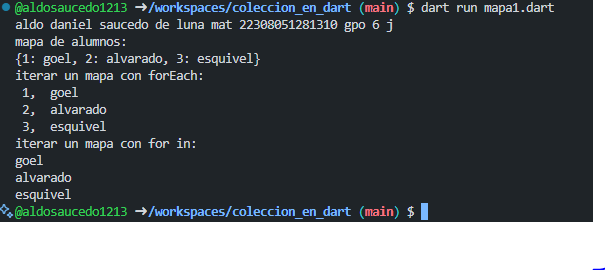 @aldosaucedo1213 ➜/workspaces/coleccion_en_dart (main) $ dart run mapa1.dart
aldo daniel saucedo de luna mat 22308051281310 gpo 6 j
mapa de alumnos:
{1: goel, 2: alvarado, 3: esquivel}
iterar un mapa con forEach:
 1,  goel
 2,  alvarado
 3,  esquivel
iterar un mapa con for in:
goel
alvarado
esquivel
@aldosaucedo1213 ➜/workspaces/coleccion_en_dart (main) $